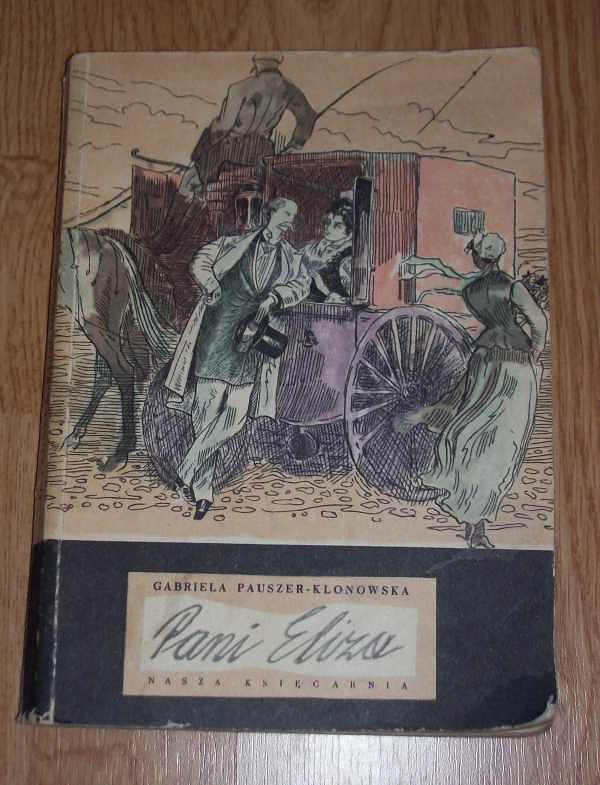 GABRIELA PAUSZER-KLONOWSKA
Pani Eliza
NASZA KSIĘGARNIA